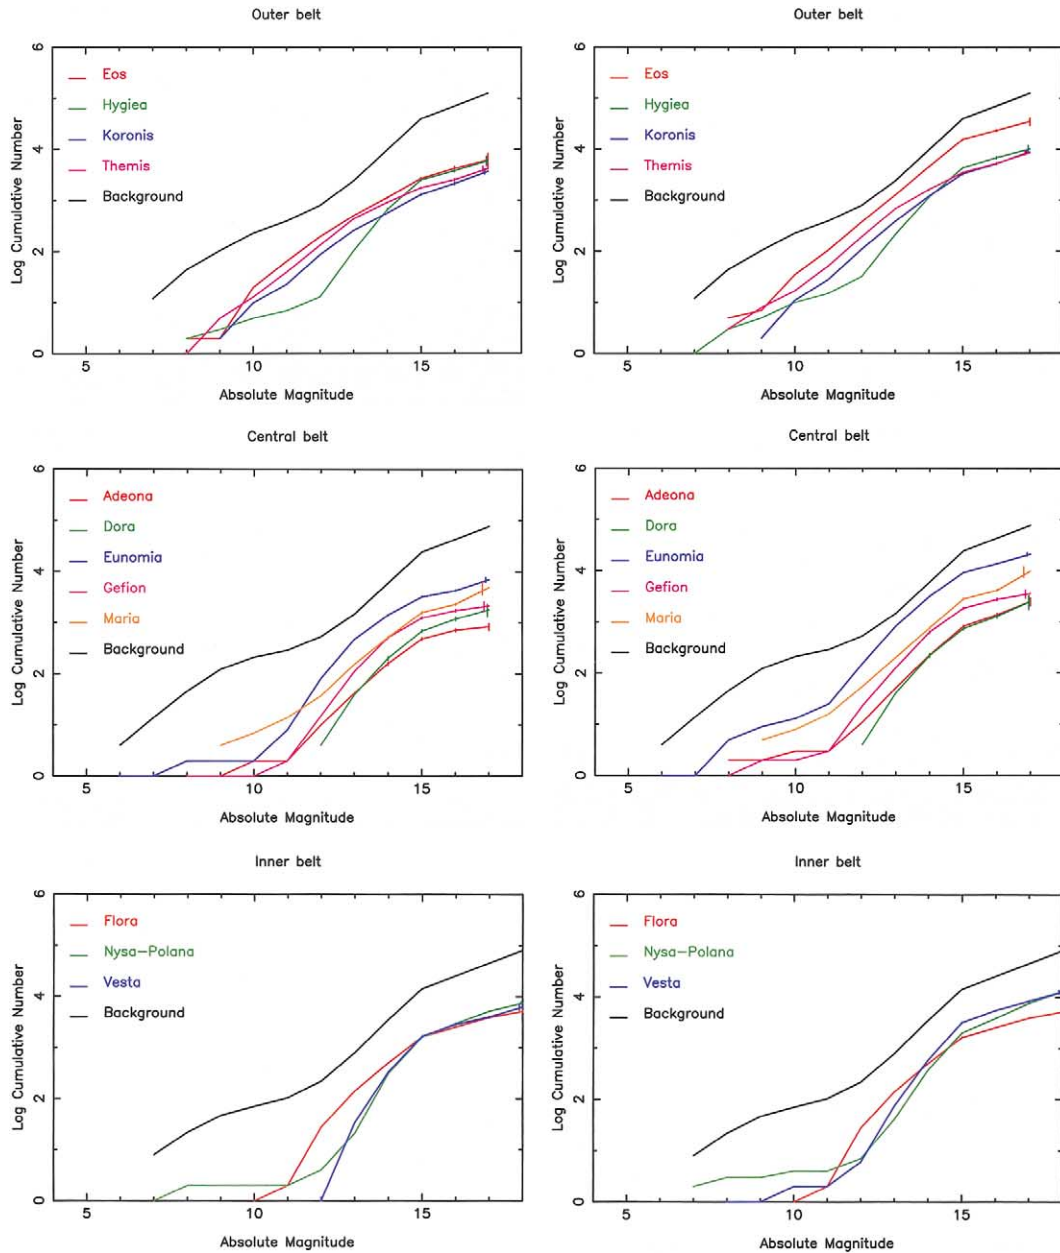 Outer belt
6
4
2
0
Eos
Hygiea
Koronis
Themis
Background
Log Cumulative Number
5
10
15
Absolute Magnitude
Outer belt
6
4
2
0
Eos
Hygiea
Koronis
Themis
Background
Log Cumulative Number
5
10
15
Absolute Magnitude
Central belt
6
4
2
0
Adeona
Dora
Eunomia
Gefion
Maria
Background
Log Cumulative Number
5
10
15
Absolute Magnitude
Central belt
6
4
2
0
Adeona
Dora
Eunomia
Gefion
Maria
Background
Log Cumulative Number
5
10
15
Absolute Magnitude
Inner belt
6
4
2
0
Flora
Nysa-Polana
Vesta
Background
Log Cumulative Number
5
10
15
Absolute Magnitude
Inner belt
6
4
2
0
Flora
Nysa-Polana
Vesta
Background
Log Cumulative Number
5
10
15
Absolute Magnitude